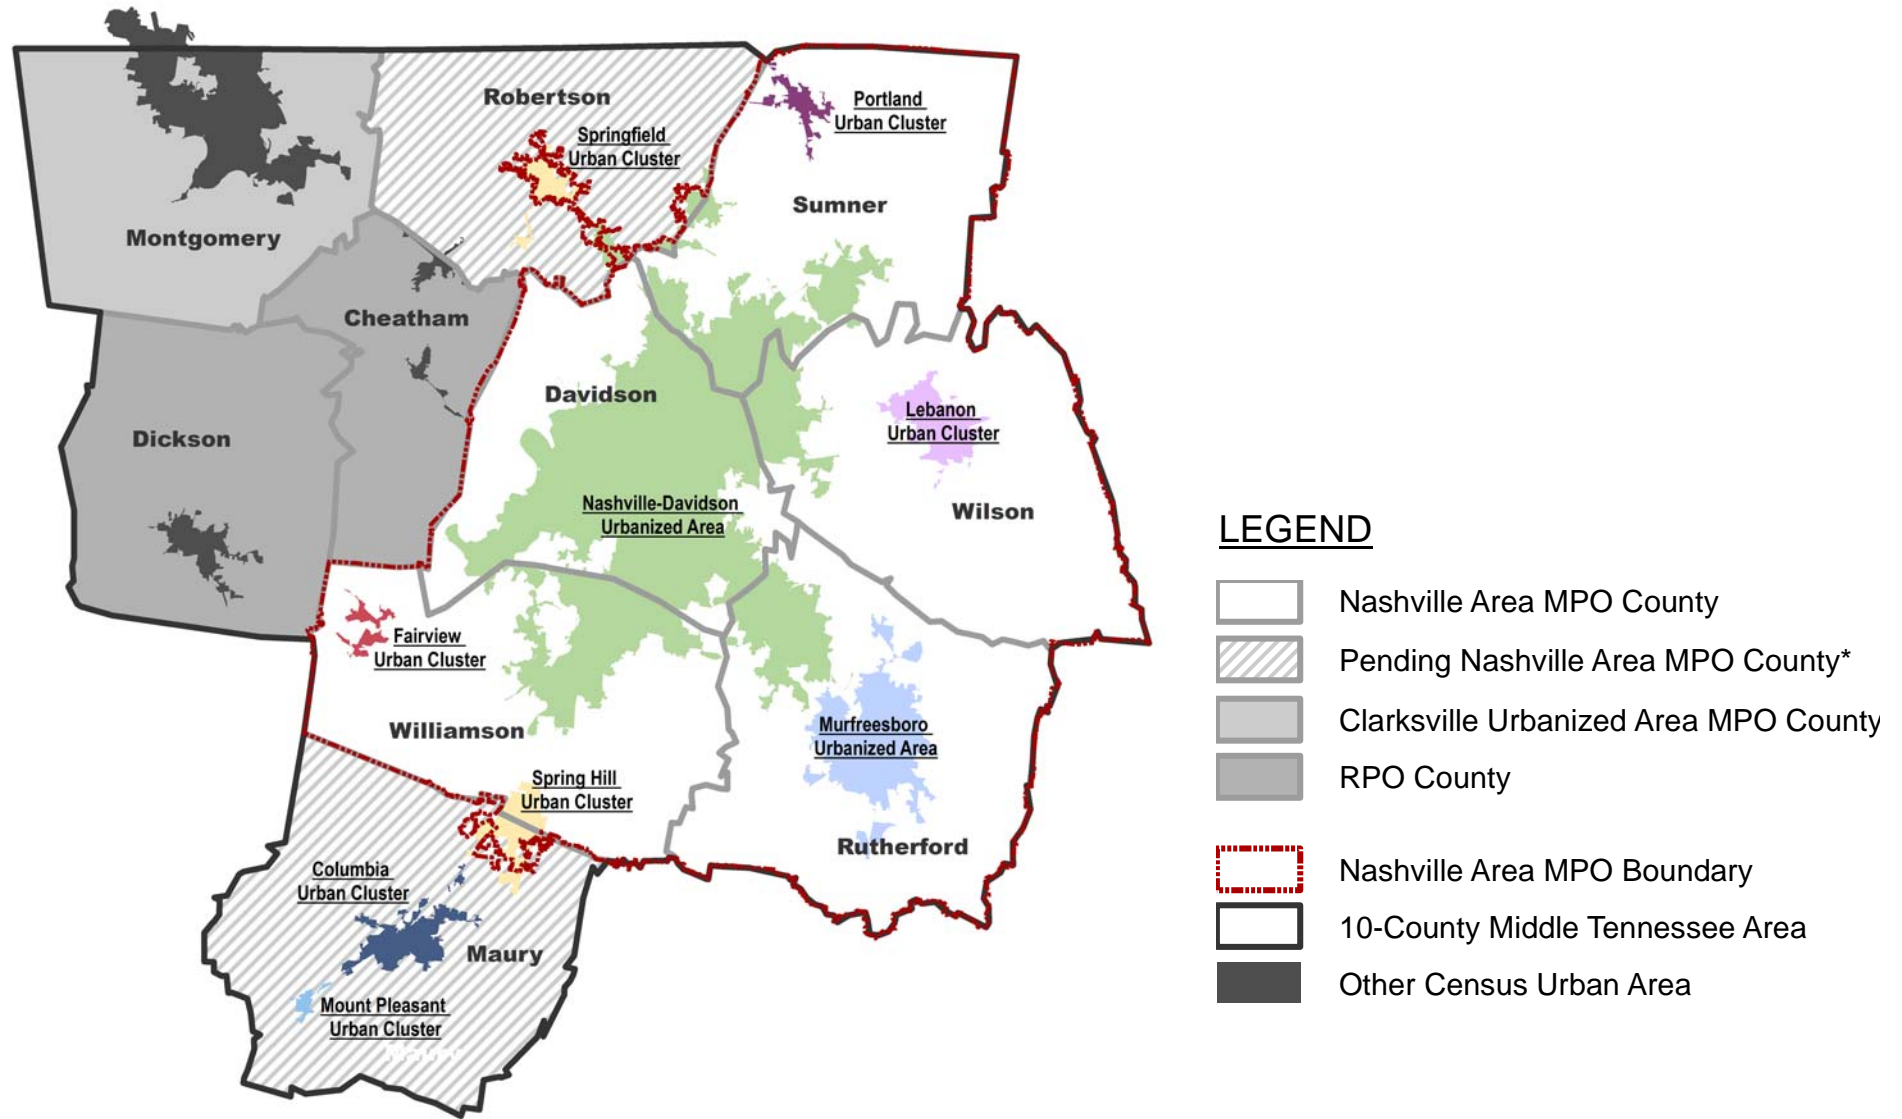 Robertson
Springfield
Urban Cluster
Portland
Urban Cluster
Sumner
Montgomery
Cheatham
Davidson
Lebanon
Urban Cluster
Dickson
Nashville-Davidson
Urbanized Area
Wilson
Fairview
Urban Cluster
Williamson
Murfreesboro
Urbanized Area
Spring Hill
Urban Cluster
Rutherford
Columbia
Urban Cluster
Maury
Mount Pleasant
Urban Cluster
Maury
LEGEND
Nashville Area MPO County
Pending Nashville Area MPO County*
Clarksville Urbanized Area MPO County
RPO County
Nashville Area MPO Boundary
10-County Middle Tennessee Area
Other Census Urban Area